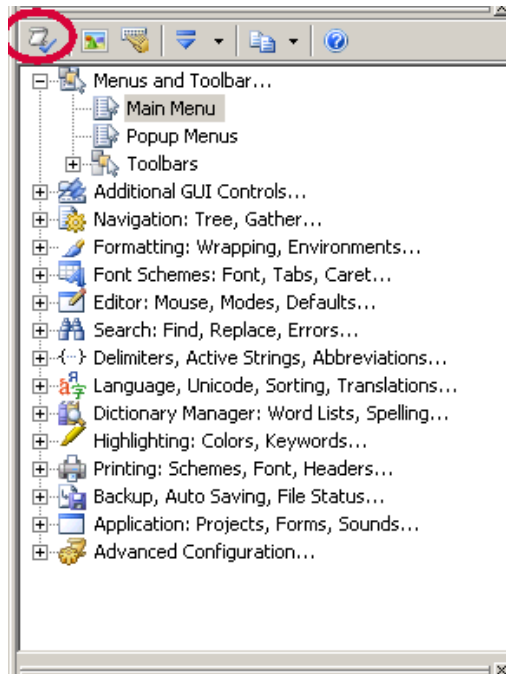 Menus and Toolbar...
Main Menu
Popup Menus
Toolbars
Additional GUI Controls...
Navigation: Tree, Gather...
Formatting: Wrapping, Environments...
Font Schemes: Font, Tabs, Caret...
Editor: Mouse, Modes, Defaults...
Search: Find, Replace, Errors...
Delimiters, Active Strings, Abbreviations...
Language, Unicode, Sorting, Translations...
Dictionary Manager: Word Lists, Spelling...
Highlighting: Colors, Keywords...
Printing: Schemes, Font, Headers...
Backup, Auto Saving, File Status...
Application: Projects, Forms, Sounds...
Advanced Configuration...